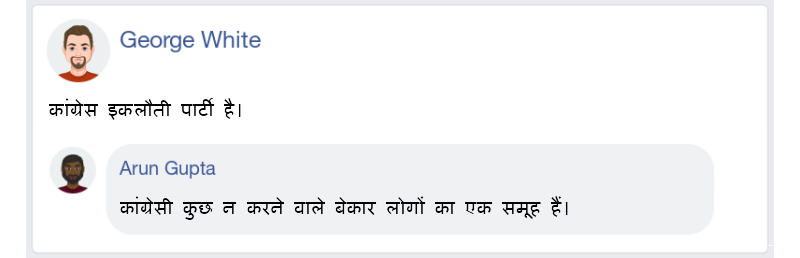 George White
कांग्रेस इकलौती पार्टी है।
Arun Gupta
कांग्रेसी कुछ न करने वाले बेकार लोगों का एक समूह हैं।